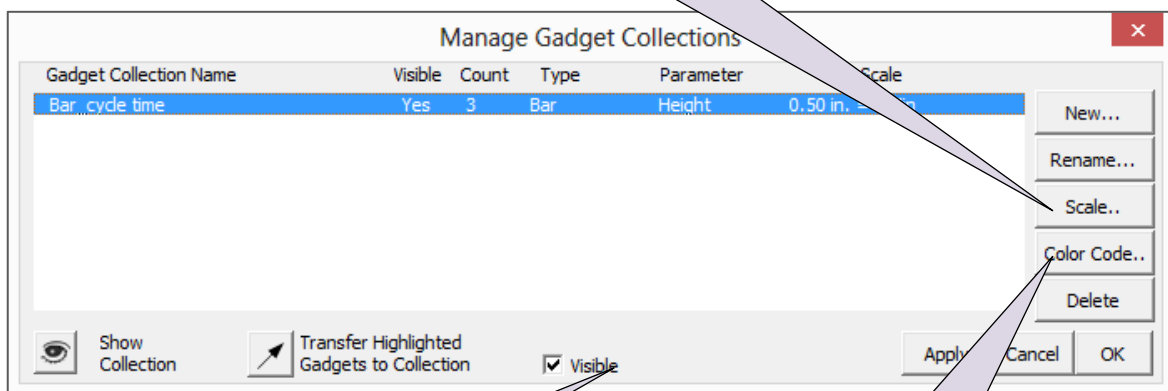 Manage Gadget Collections
Gadget Collection Name Visible Count Type Parameter Scale
Bar cycle time Yes 3 Bar Height 0.50 in. =
New...
Rename...
Scale..
Color Code..
Delete
Show
Collection
Transfer Highlighted
Gadgets to Collection
Visible
Apply Cancel OK